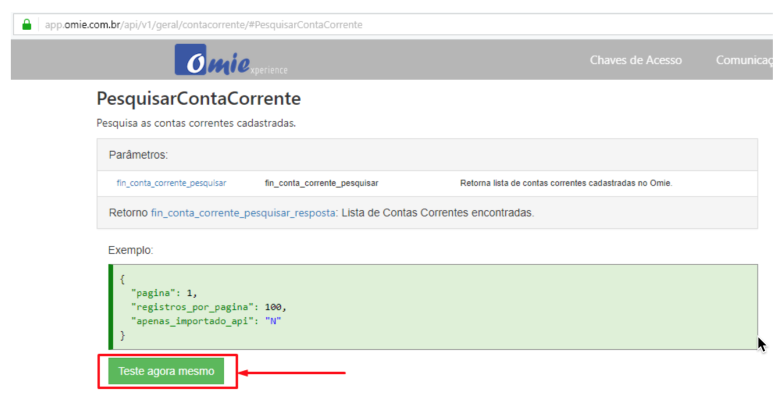 app.omie.com.br/api/v1/geral/contacorrente/#PesquisarContaCorrente
Omie xperience
Chaves de Acesso
PesquisarContaCorrente
Pesquisa as contas correntes cadastradas.
Parâmetros:
fin_conta_corrente_pesquisar fin_conta_corrente_pesquisar Retorna lista de contas correntes cadastradas no Omie.
Retorno fin_conta_corrente_pesquisar_resposta: Lista de Contas Correntes encontradas.
Exemplo:
{
"pagina": 1,
"registros_por_pagina": 100,
"apenas_importado_api": "N"
}
Teste agora mesmo